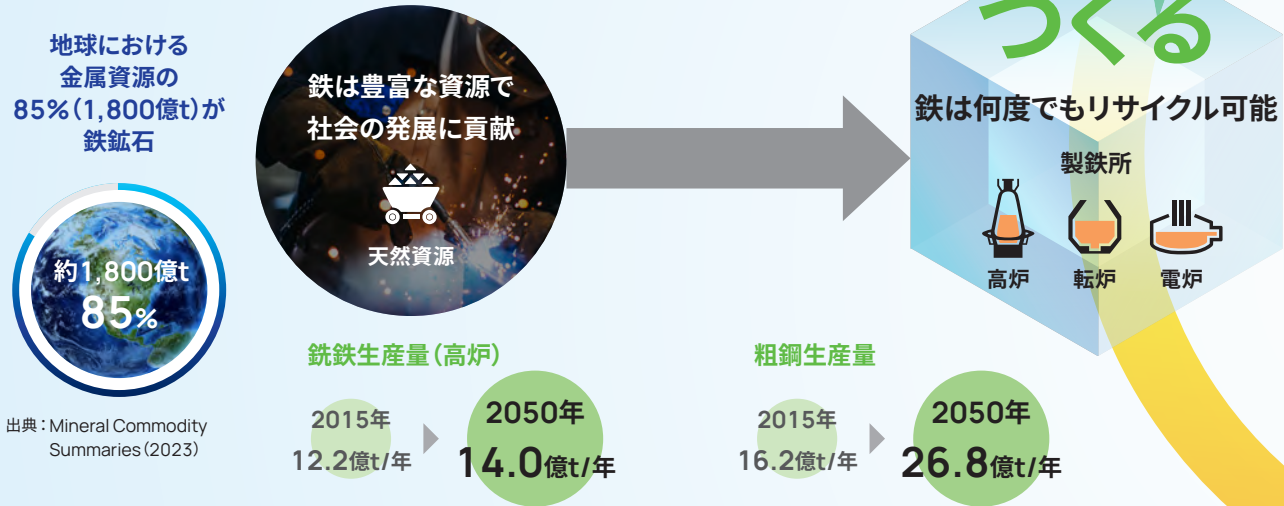 地球における
金属資源の
85%(1,800億t)が
鉄鉱石
約1,800億t
85%
出典：Mineral Commodity
Summaries(2023)
鉄は豊富な資源で
社会の発展に貢献
天然資源
つくる
鉄は何度でもリサイクル可能
製鉄所
高炉
転炉
電炉
銑鉄生産量(高炉)
2015年
12.2億t/年
2050年
14.0億t/年
粗鋼生産量
2015年
16.2億t/年
2050年
26.8億t/年